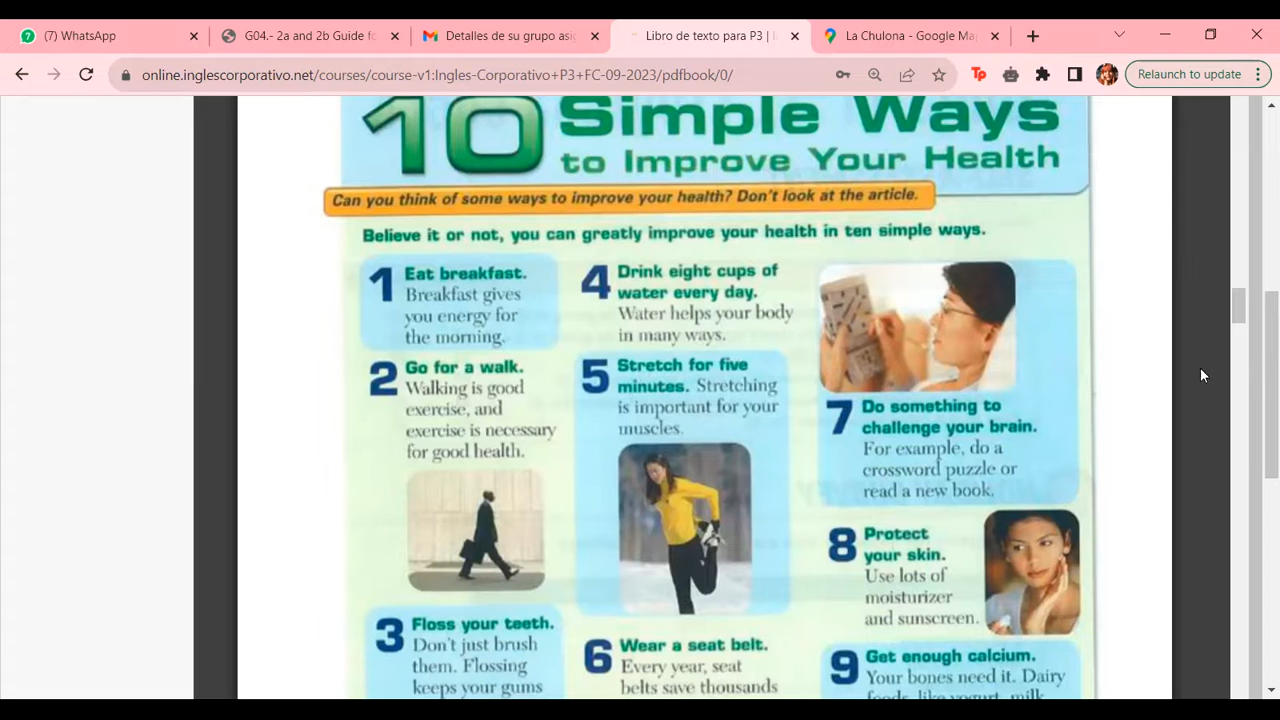 (7) WhatsApp
G04.- 2a and 2b Guide fo
Detalles de su grupo asig
Libro de texto para P3 | I
La Chulona - Google Ma
online.inglescorporativo.net/courses/course-v1:Ingles-Corporativo+P3+FC-09-2023/pdfbook/0/
Relaunch to update
10 Simple Ways
to Improve Your Health
Can you think of some ways to improve your health? Don't look at the article.
Believe it or not, you can greatly improve your health in ten simple ways.
1 Eat breakfast.
Breakfast gives
you energy for
the morning.
2 Go for a walk.
Walking is good
exercise, and
exercise is necessary
for good health.
3 Floss your teeth.
Don't just brush
them. Flossing
keeps your gums
4 Drink eight cups of
water every day.
Water helps your body
in many ways.
5 Stretch for five
minutes. Stretching
is important for your
muscles.
6 Wear a seat belt.
Every year, seat
belts save thousands
7 Do something to
challenge your brain.
For example, do a
crossword puzzle or
read a new book.
8 Protect
your skin.
Use lots of
moisturizer
and sunscreen.
9 Get enough calcium.
Your bones need it. Dairy
foods, like yogurt, milk,